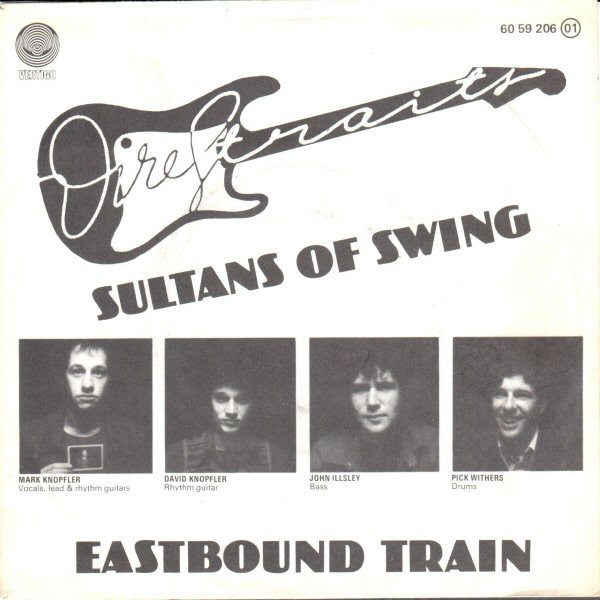 VERTIGO
60 59 206 01
Dire Straits
SULTANS OF SWING
MARK KNOPFLER
Vocals, lead & rhythm guitars
DAVID KNOPFLER
Rhythm guitar
JOHN ILLSLEY
Bass
PICK WITHERS
Drums
EASTBOUND TRAIN